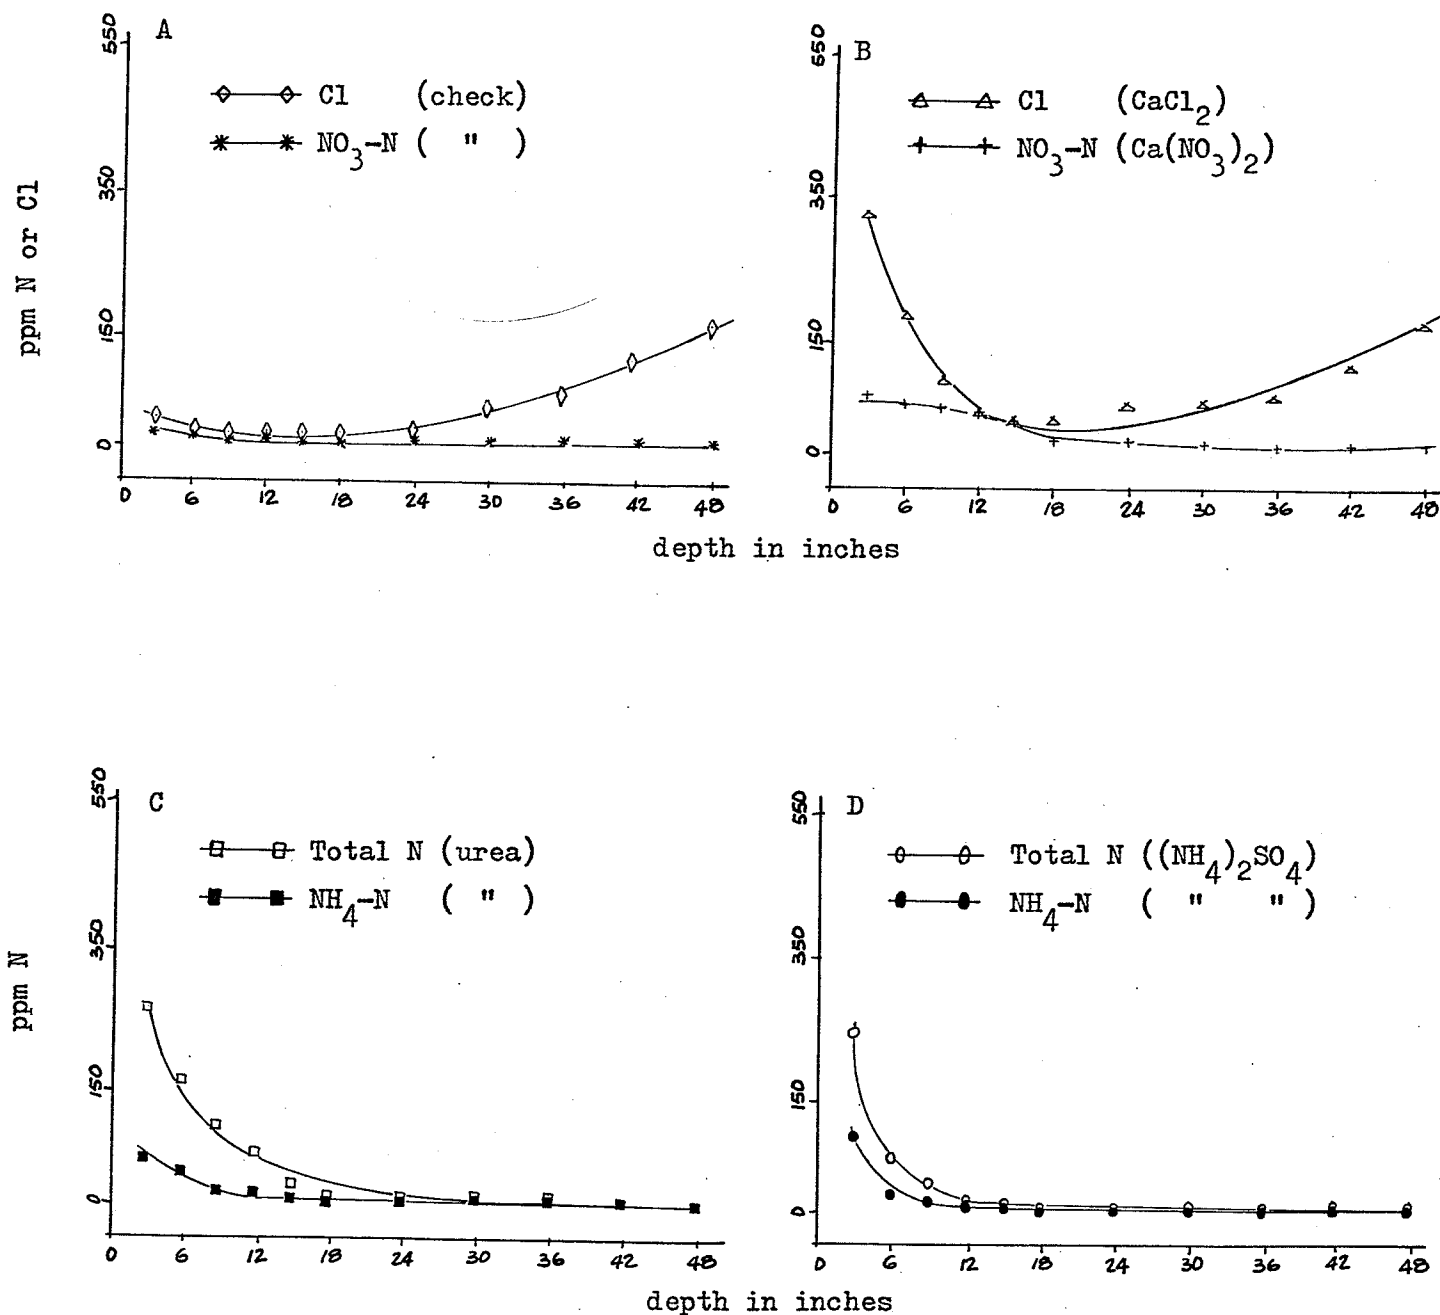 A
550
350
150
0
ppm N or Cl
Cl (check)
NO3-N ( " )
0 6 12 18 24 30 36 42 48
B
550
350
150
0
Cl (CaCl2)
NO3-N (Ca(NO3)2)
0 6 12 18 24 30 36 42 48
depth in inches
C
550
350
150
0
ppm N
Total N (urea)
NH4-N ( " )
0 6 12 18 24 30 36 42 48
D
550
350
150
0
Total N ((NH4)2SO4)
NH4-N ( " " )
0 6 12 18 24 30 36 42 48
depth in inches